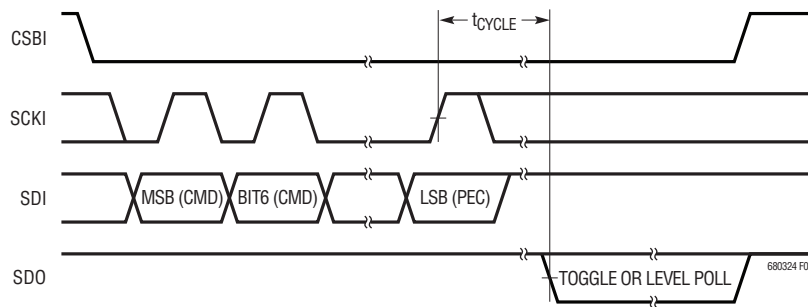 CSBI
tCYCLE
SCKI
SDI
MSB (CMD)
BIT6 (CMD)
LSB (PEC)
SDO
TOGGLE OR LEVEL POLL
680324 F0